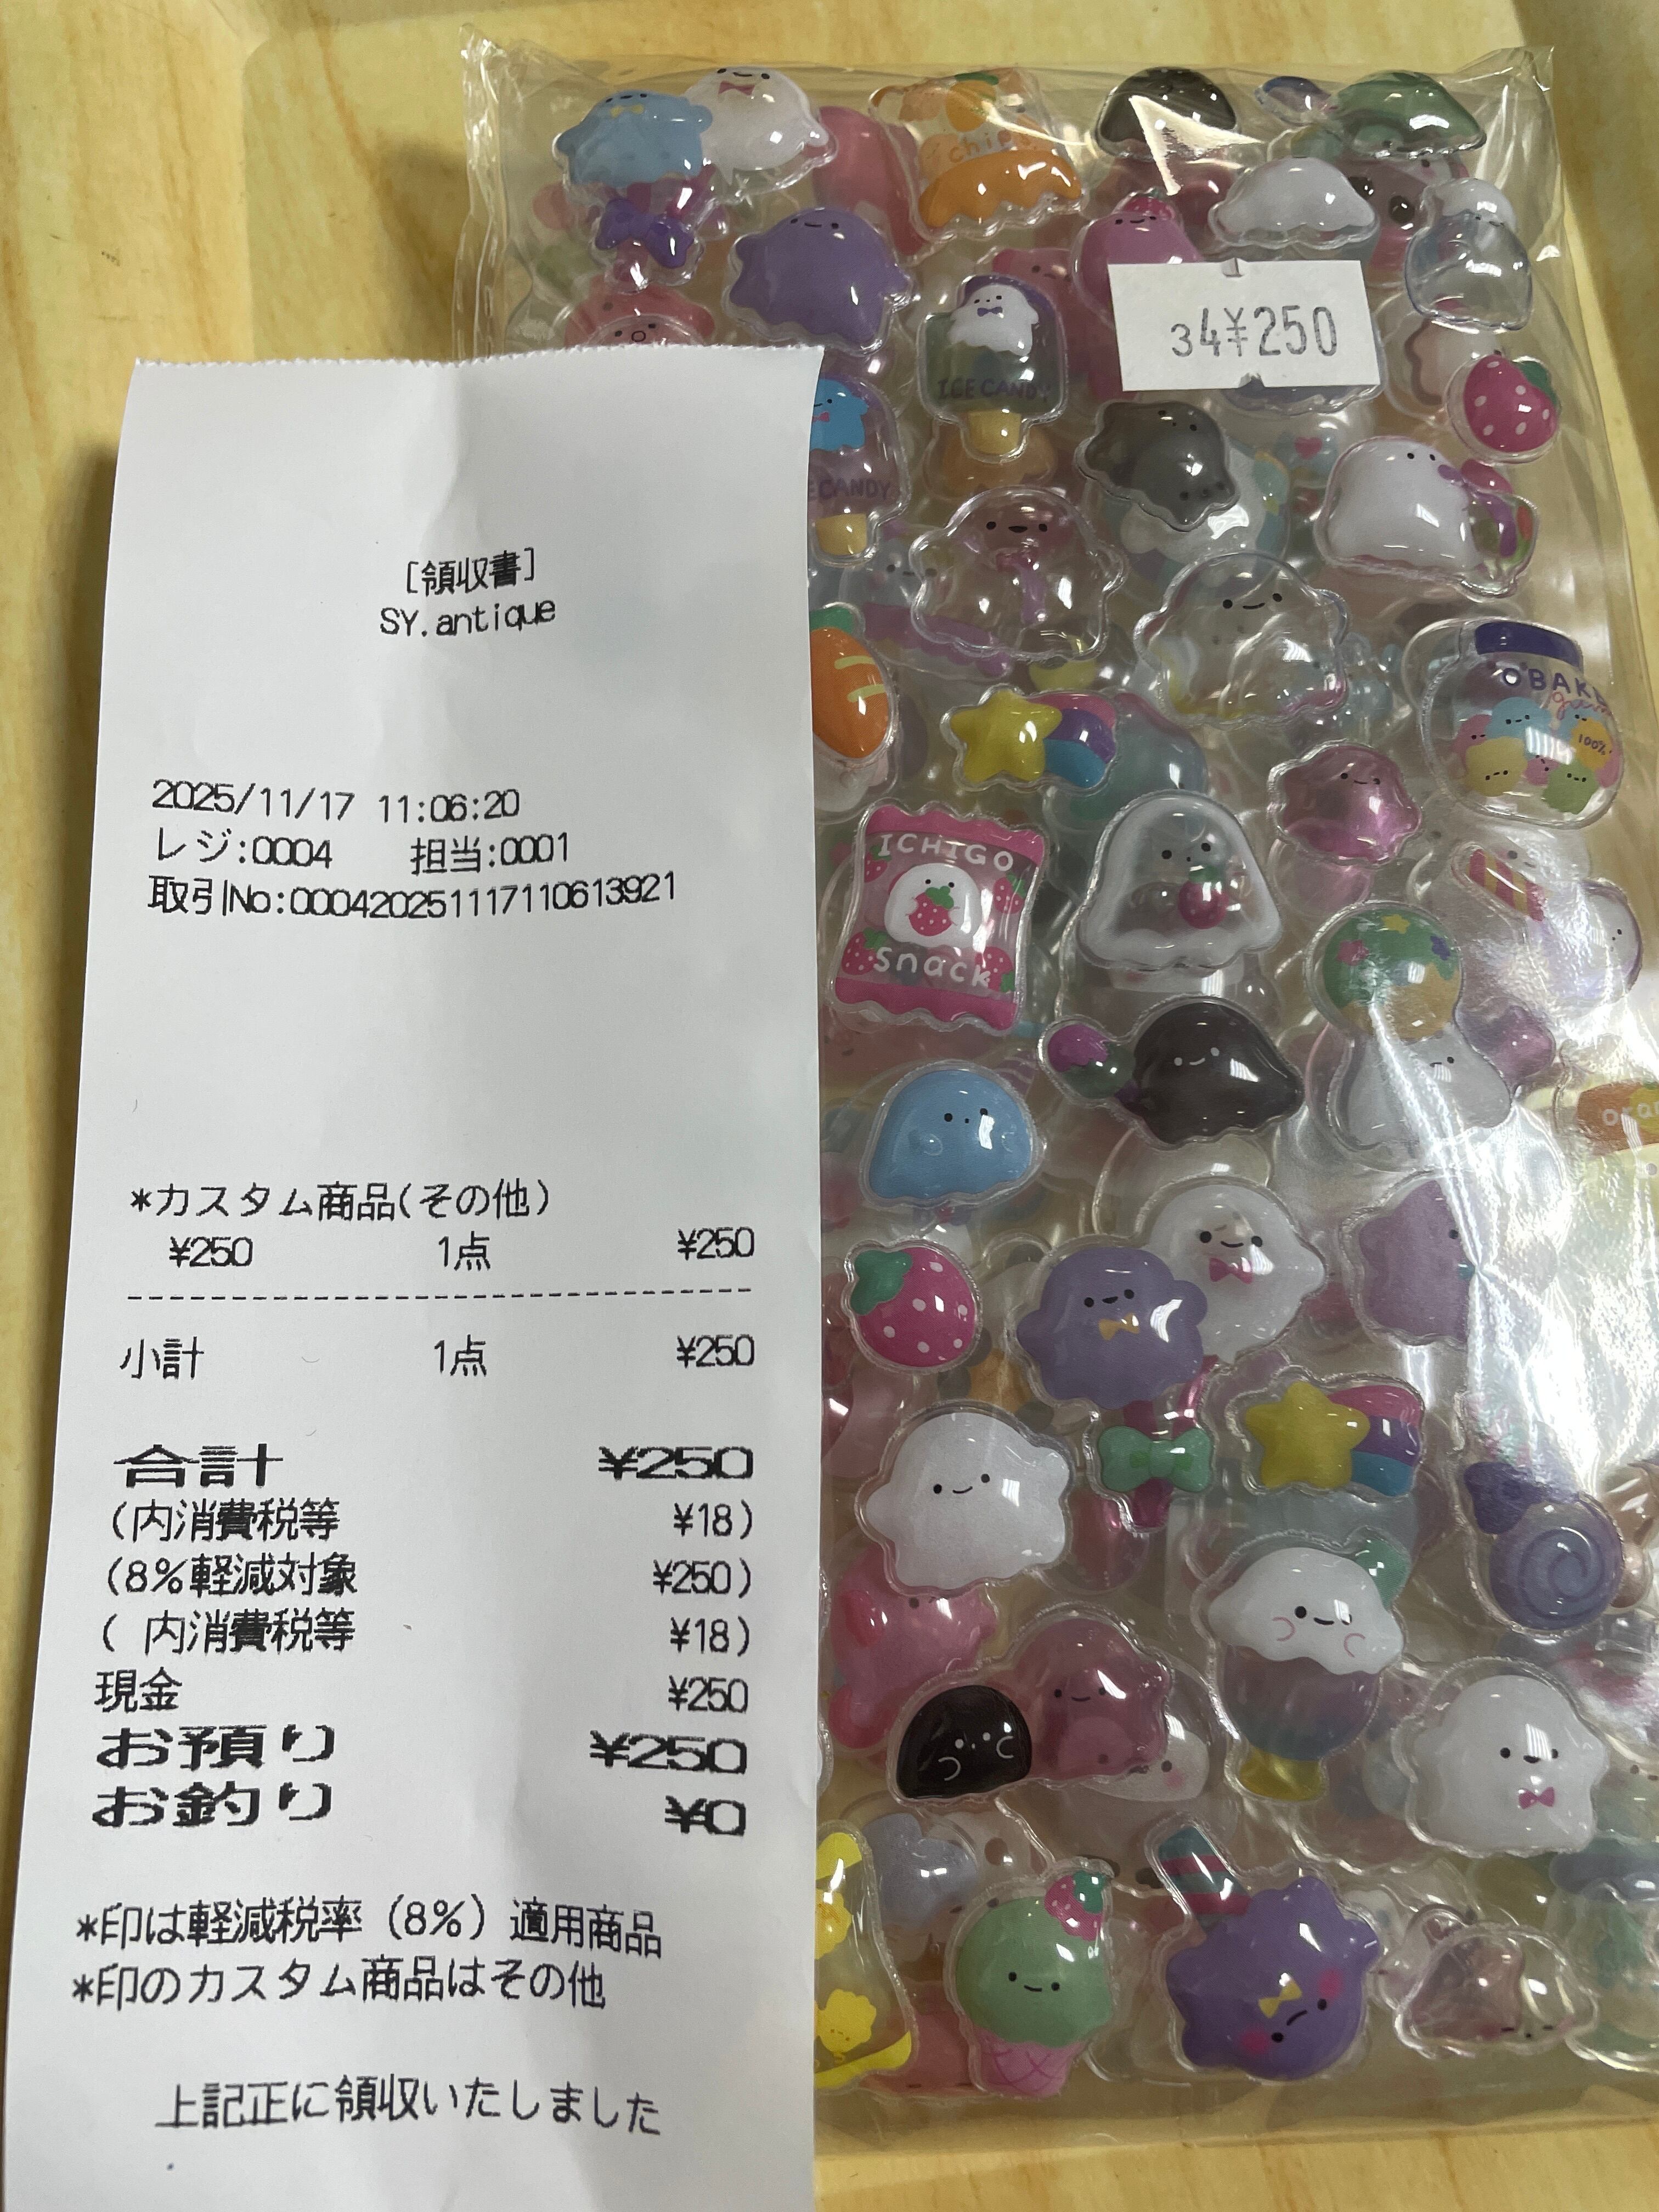 [領収書]
SY.antique
2025/11/17 11:06:20
レジ:0004 担当:0001
取引No:00042025111711061​3921
*カスタム商品(その他)
¥250 1点 ¥250
小計 1点 ¥250
合計 ¥250
(内消費税等 ¥18)
(8%軽減対象 ¥250)
( 内消費税等 ¥18)
現金 ¥250
お預り ¥250
お釣り ¥0
*印は軽減税率(8%)適用商品
*印のカスタム商品はその他
上記正に領収いたしました
34¥250
ICE CANDY
CANDY
ICHIGO
snack
100%